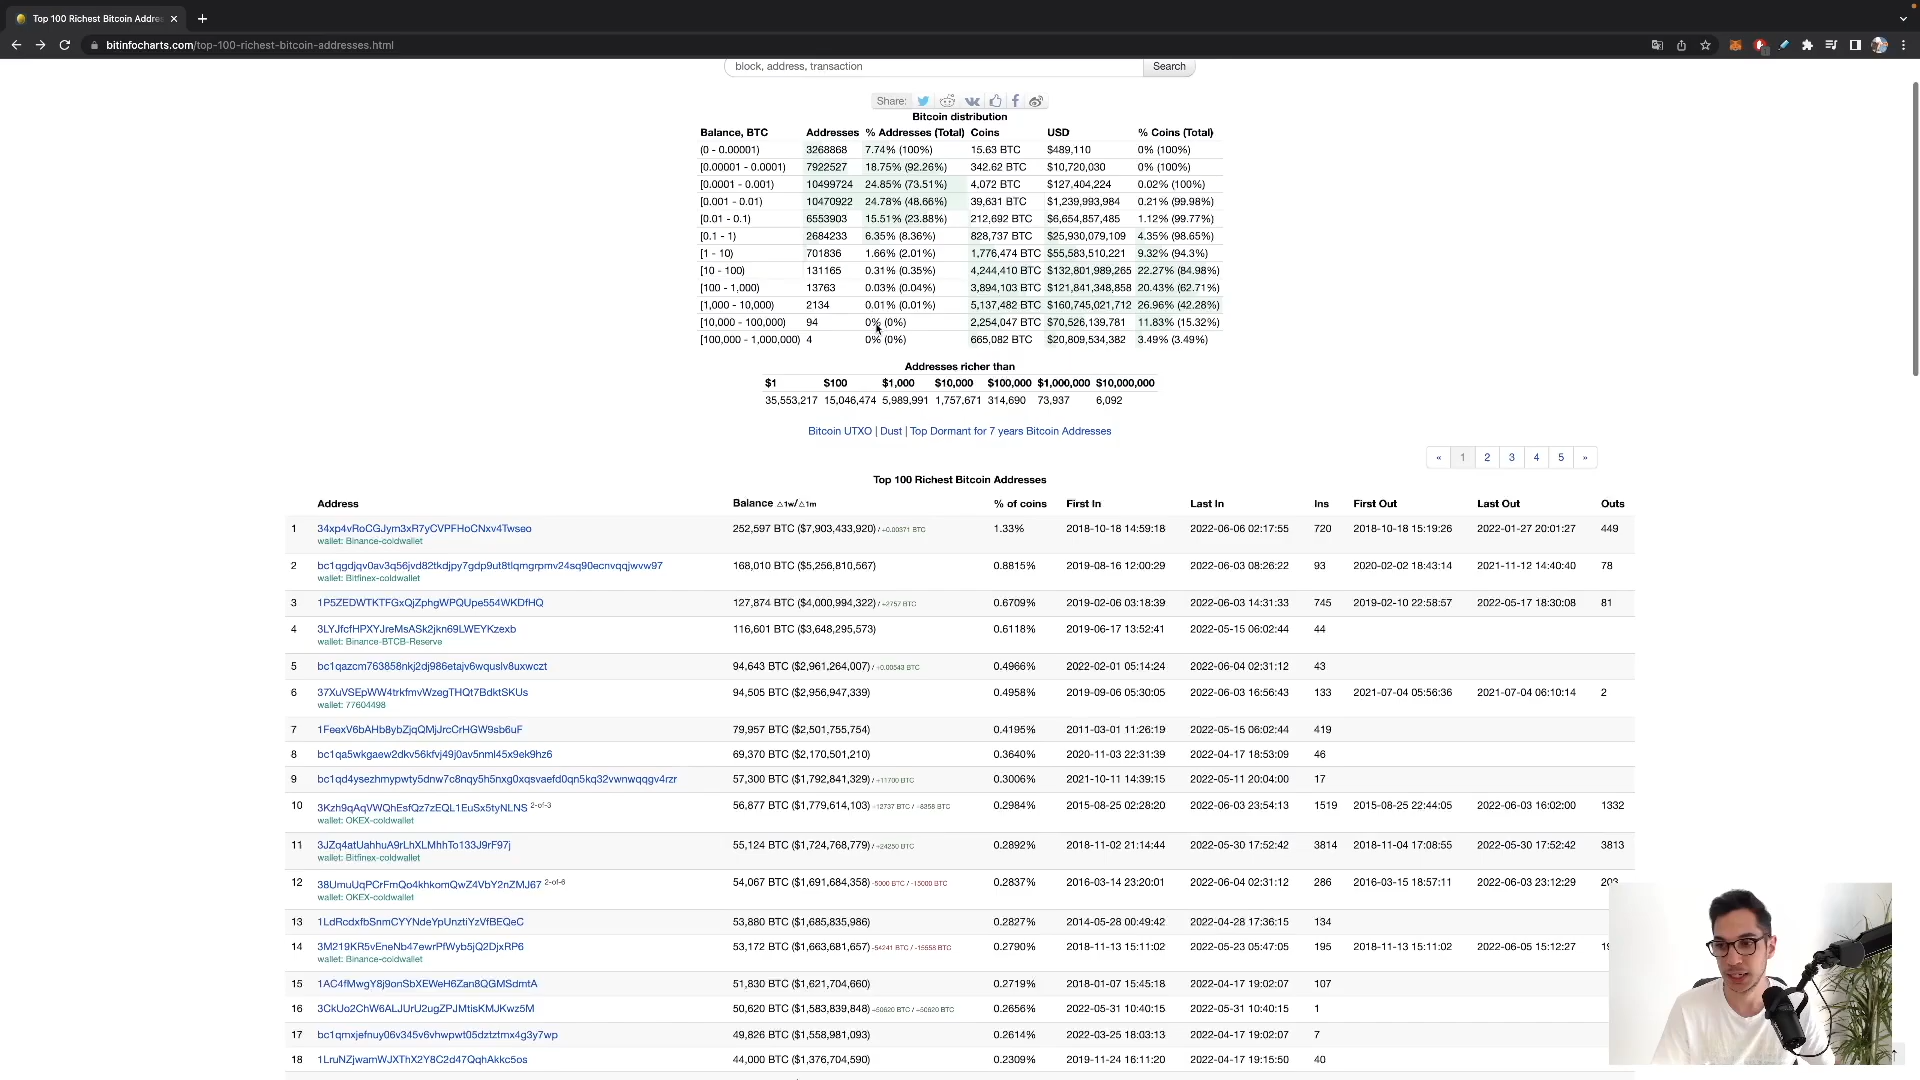 Top 100 Richest Bitcoin Addre
bitinfocharts.com/top-100-richest-bitcoin-addresses.html
block, address, transaction Search
Share:
Bitcoin distribution
Balance, BTC Addresses % Addresses (Total) Coins USD % Coins (Total)
(0 - 0.00001) 3268868 7.74% (100%) 15.63 BTC $489,110 0% (100%)
[0.00001 - 0.0001) 7922527 18.75% (92.26%) 342.62 BTC $10,720,030 0% (100%)
[0.0001 - 0.001) 10499724 24.85% (73.51%) 4,072 BTC $127,404,224 0.02% (100%)
[0.001 - 0.01) 10470922 24.78% (48.66%) 39,631 BTC $1,239,993,984 0.21% (99.98%)
[0.01 - 0.1) 6553903 15.51% (23.88%) 212,692 BTC $6,654,857,485 1.12% (99.77%)
[0.1 - 1) 2684233 6.35% (8.36%) 828,737 BTC $25,930,079,109 4.35% (98.65%)
[1 - 10) 701836 1.66% (2.01%) 1,776,474 BTC $55,583,510,221 9.32% (94.3%)
[10 - 100) 131165 0.31% (0.35%) 4,244,410 BTC $132,801,989,265 22.27% (84.98%)
[100 - 1,000) 13763 0.03% (0.04%) 3,894,103 BTC $121,841,348,858 20.43% (62.71%)
[1,000 - 10,000) 2134 0.01% (0.01%) 5,137,482 BTC $160,745,021,712 26.96% (42.28%)
[10,000 - 100,000) 94 0% (0%) 2,254,047 BTC $70,526,139,781 11.83% (15.32%)
[100,000 - 1,000,000) 4 0% (0%) 665,082 BTC $20,809,534,382 3.49% (3.49%)
Addresses richer than
$1 $100 $1,000 $10,000 $100,000 $1,000,000 $10,000,000
35,553,217 15,046,474 5,989,991 1,757,671 314,690 73,937 6,092
Bitcoin UTXO | Dust | Top Dormant for 7 years Bitcoin Addresses
« 1 2 3 4 5 »
Top 100 Richest Bitcoin Addresses
Address Balance △1w/△1m % of coins First In Last In Ins First Out Last Out Outs
1 34xp4vRoCGJym3xR7yCVPFHoCNxv4Twseo 252,597 BTC ($7,903,433,920) / +0.00371 BTC 1.33% 2018-10-18 14:59:18 2022-06-06 02:17:55 720 2018-10-18 15:19:26 2022-01-27 20:01:27 449
wallet: Binance-coldwallet
2 bc1qgdjqv0av3q56jvd82tkdjpy7gdp9ut8tlqmgrpmv24sq90ecnvqqjwvw97 168,010 BTC ($5,256,810,567) 0.8815% 2019-08-16 12:00:29 2022-06-03 08:26:22 93 2020-02-02 18:43:14 2021-11-12 14:40:40 78
wallet: Bitfinex-coldwallet
3 1P5ZEDWTKTFGxQjZphgWPQUpe554WKDfHQ 127,874 BTC ($4,000,994,322) / +2757 BTC 0.6709% 2019-02-06 03:18:39 2022-06-03 14:31:33 745 2019-02-10 22:58:57 2022-05-17 18:30:08 81
4 3LYJfcfHPXYJreMsASk2jkn69LWEYKzexb 116,601 BTC ($3,648,295,573) 0.6118% 2019-06-17 13:52:41 2022-05-15 06:02:44 44
wallet: Binance-BTCB-Reserve
5 bc1qazcm763858nkj2dj986etajv6wquslv8uxwczt 94,643 BTC ($2,961,264,007) / +0.00543 BTC 0.4966% 2022-02-01 05:14:24 2022-06-04 02:31:12 43
6 37XuVSEpWW4trkfmvWzegTHQt7BdktSKUs 94,505 BTC ($2,956,947,339) 0.4958% 2019-09-06 05:30:05 2022-06-03 16:56:43 133 2021-07-04 05:56:36 2021-07-04 06:10:14 2
wallet: 77604498
7 1FeexV6bAHb8ybZjqQMjJrcCrHGW9sb6uF 79,957 BTC ($2,501,755,754) 0.4195% 2011-03-01 11:26:19 2022-05-15 06:02:44 419
8 bc1qa5wkgaew2dkv56kfvj49j0av5nml45x9ek9hz6 69,370 BTC ($2,170,501,210) 0.3640% 2020-11-03 22:31:39 2022-04-17 18:53:09 46
9 bc1qd4ysezhmypwty5dnw7c8nqy5h5nxg0xqsvaefd0qn5kq32vwnwqqgv4rzr 57,300 BTC ($1,792,841,329) / +11700 BTC 0.3006% 2021-10-11 14:39:15 2022-05-11 20:04:00 17
10 3Kzh9qAqVWQhEsfQz7zEQL1EuSx5tyNLNS 2-of-3 56,877 BTC ($1,779,614,103) +12737 BTC / +8358 BTC 0.2984% 2015-08-25 02:28:20 2022-06-03 23:54:13 1519 2015-08-25 22:44:05 2022-06-03 16:02:00 1332
wallet: OKEX-coldwallet
11 3JZq4atUahhuA9rLhXLMhhTo133J9rF97j 55,124 BTC ($1,724,768,779) / +24250 BTC 0.2892% 2018-11-02 21:14:44 2022-05-30 17:52:42 3814 2018-11-04 17:08:55 2022-05-30 17:52:42 3813
wallet: Bitfinex-coldwallet
12 38UmuUqPCrFmQo4khkomQwZ4VbY2nZMJ67 2-of-6 54,067 BTC ($1,691,684,358) -5000 BTC / -15000 BTC 0.2837% 2016-03-14 23:20:01 2022-06-04 02:31:12 286 2016-03-15 18:57:11 2022-06-03 23:12:29 203
wallet: OKEX-coldwallet
13 1LdRcdxfbSnmCYYNdeYpUnztiYzVfBEQeC 53,880 BTC ($1,685,835,986) 0.2827% 2014-05-28 00:49:42 2022-04-28 17:36:15 134
14 3M219KR5vEneNb47ewrPfWyb5jQ2DjxRP6 53,172 BTC ($1,663,681,657) -54241 BTC / -15558 BTC 0.2790% 2018-11-13 15:11:02 2022-05-23 05:47:05 195 2018-11-13 15:11:02 2022-06-05 15:12:27
wallet: Binance-coldwallet
15 1AC4fMwgY8j9onSbXEWeH6Zan8QGMSdmtA 51,830 BTC ($1,621,704,660) 0.2719% 2018-01-07 15:45:18 2022-04-17 19:02:07 107
16 3CkUo2ChW6ALJUrU2ugZPJMtisKMJKwz5M 50,620 BTC ($1,583,839,848) +50620 BTC / +50620 BTC 0.2656% 2022-05-31 10:40:15 2022-05-31 10:40:15 1
17 bc1qmxjefnuy06v345v6vhwpwt05dztztmx4g3y7wp 49,826 BTC ($1,558,981,093) 0.2614% 2022-03-25 18:03:13 2022-04-17 19:02:07 7
18 1LruNZjwamWJXThX2Y8C2d47QqhAkkc5os 44,000 BTC ($1,376,704,590) 0.2309% 2019-11-24 16:11:20 2022-04-17 19:15:50 40